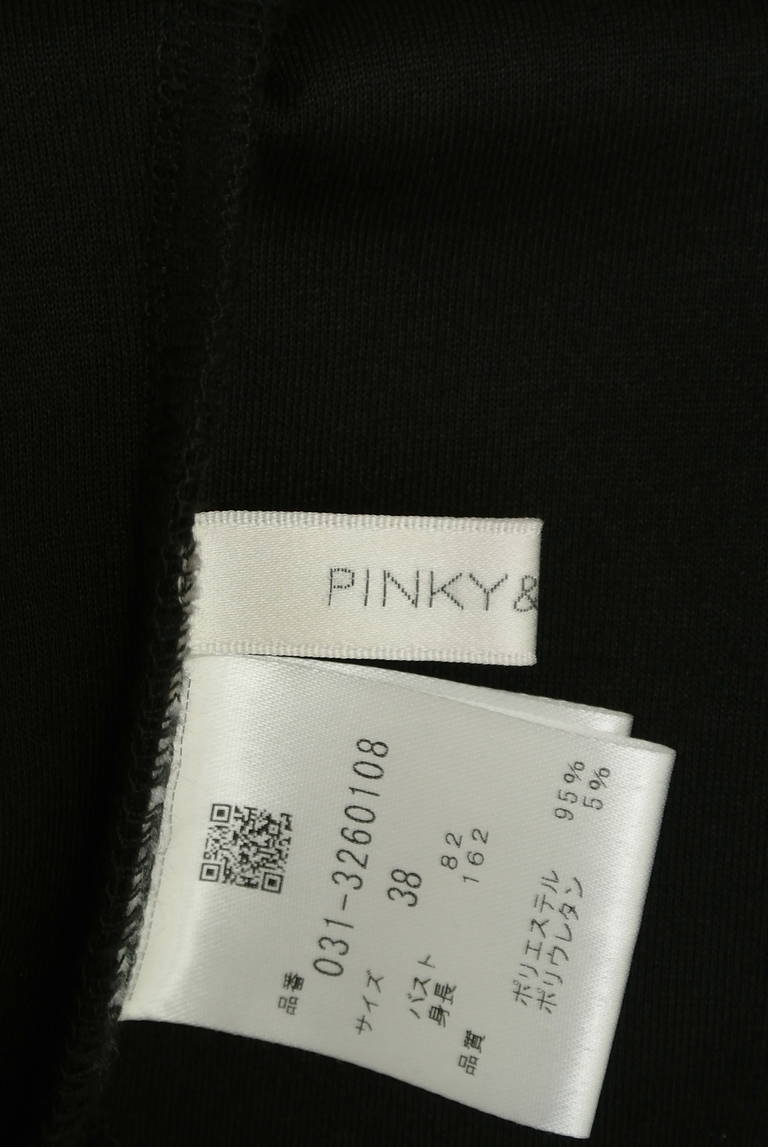 PINKY&
品番 031-3260108
サイズ 38
バスト 82
身長 162
品質
ポリエステル 95%
ポリウレタン 5%